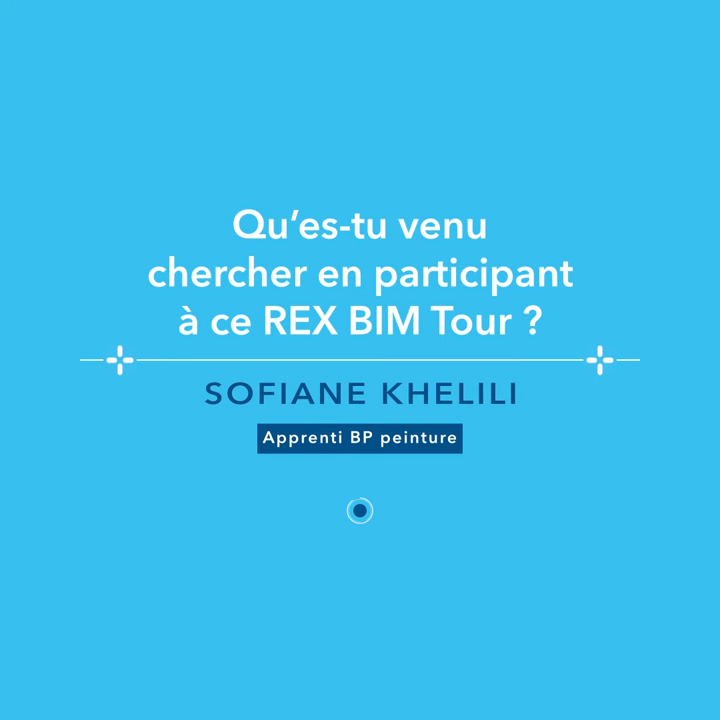 Qu’es-tu venu
chercher en participant
à ce REX BIM Tour ?
SOFIANE KHELILI
Apprenti BP peinture